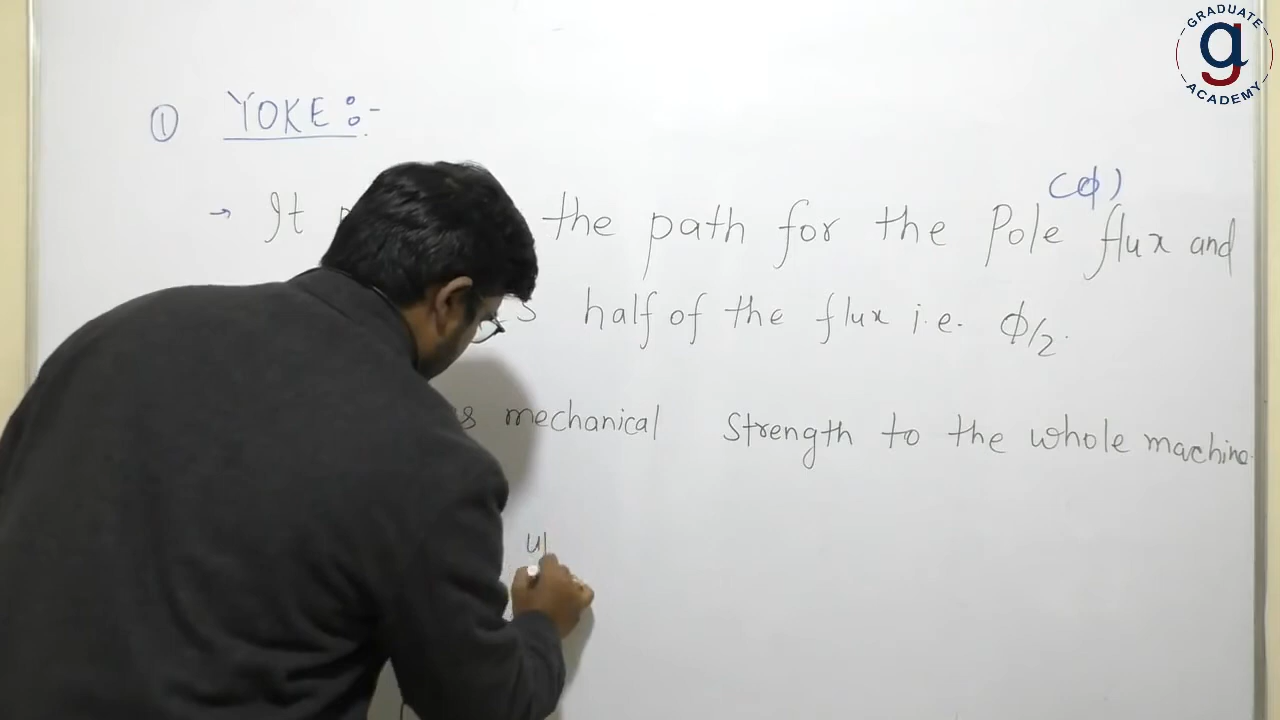 GRADUATE
ACADEMY
① YOKE :-
(ϕ)
→ It the path for the Pole flux and
half of the flux i.e. ϕ/2.
mechanical Strength to the whole machine.